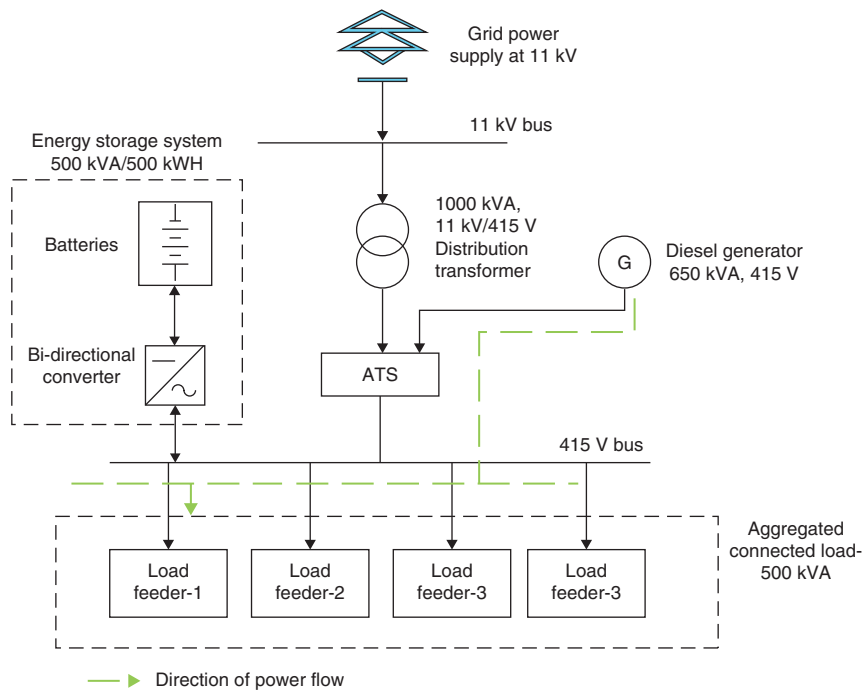 Grid power
supply at 11 kV
11 kV bus
Energy storage system
500 kVA/500 kWH
Batteries
Bi-directional
converter
1000 kVA,
11 kV/415 V
Distribution
transformer
G
Diesel generator
650 kVA, 415 V
ATS
415 V bus
Load
feeder-1
Load
feeder-2
Load
feeder-3
Load
feeder-3
Aggregated
connected load-
500 kVA
Direction of power flow